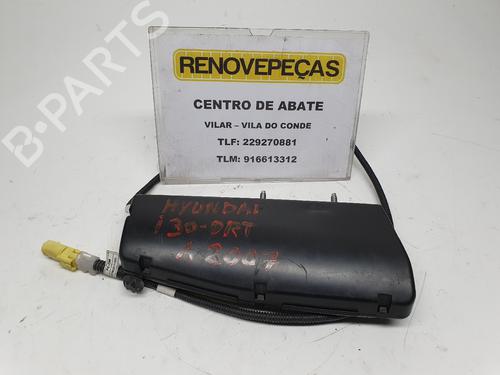 B-PARTS
RENOVEPEÇAS
CENTRO DE ABATE
VILAR – VILA DO CONDE
TLF: 229270881
TLM: 916613312
HYUNDAI
i30-DRT
A 2007